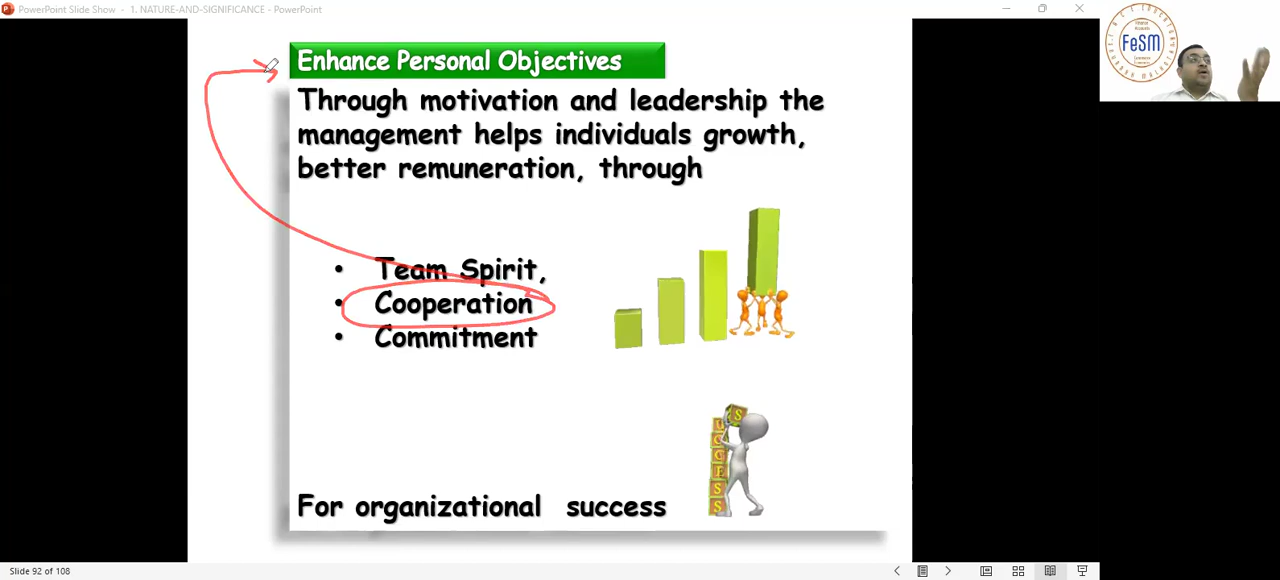 PowerPoint Slide Show - 1. NATURE-AND-SIGNIFICANCE - PowerPoint
Enhance Personal Objectives
Through motivation and leadership the
management helps individuals growth,
better remuneration, through
• Team Spirit,
• Cooperation
• Commitment
For organizational success
S
U
C
C
E
S
S
FeSM
Slide 92 of 108